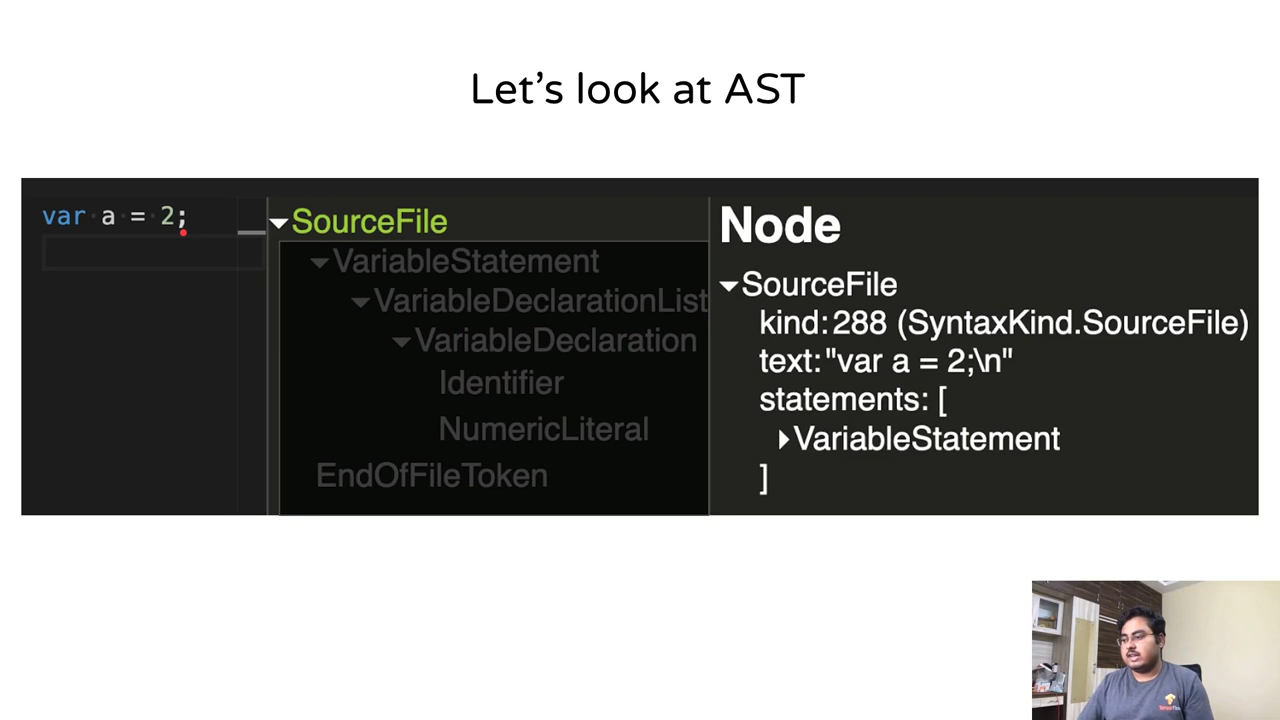 Let's look at AST
var a = 2;
SourceFile
VariableStatement
VariableDeclarationList
VariableDeclaration
Identifier
NumericLiteral
EndOfFileToken
Node
SourceFile
kind: 288 (SyntaxKind.SourceFile)
text: "var a = 2;\n"
statements: [
VariableStatement
]